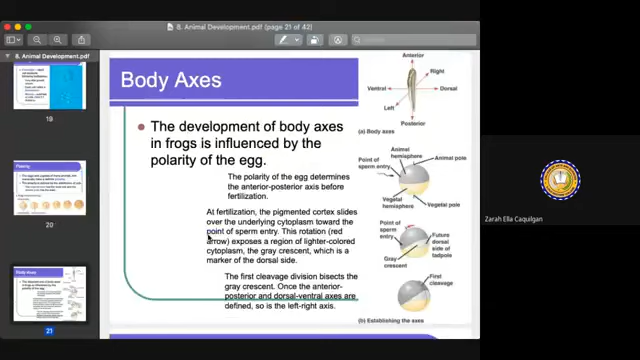 8. Animal Development.pdf (page 21 of 42)
Search
8. Animal Development.pdf
19
20
21
Body Axes
The development of body axes
in frogs is influenced by the
polarity of the egg.
The polarity of the egg determines
the anterior-posterior axis before
fertilization.
At fertilization, the pigmented cortex slides
over the underlying cytoplasm toward the
point of sperm entry. This rotation (red
arrow) exposes a region of lighter-colored
cytoplasm, the gray crescent, which is a
marker of the dorsal side.
The first cleavage division bisects the
gray crescent. Once the anterior-
posterior and dorsal-ventral axes are
defined, so is the left-right axis.
Anterior
Right
Ventral
Dorsal
Left
Posterior
(a) Body axes
Animal
hemisphere
Point of
sperm entry
Animal pole
Vegetal
hemisphere
Vegetal pole
Point of
sperm
entry
Future
dorsal
side of
tadpole
Gray
crescent
First
cleavage
(b) Establishing the axes
Zarah Ella Caquilgan